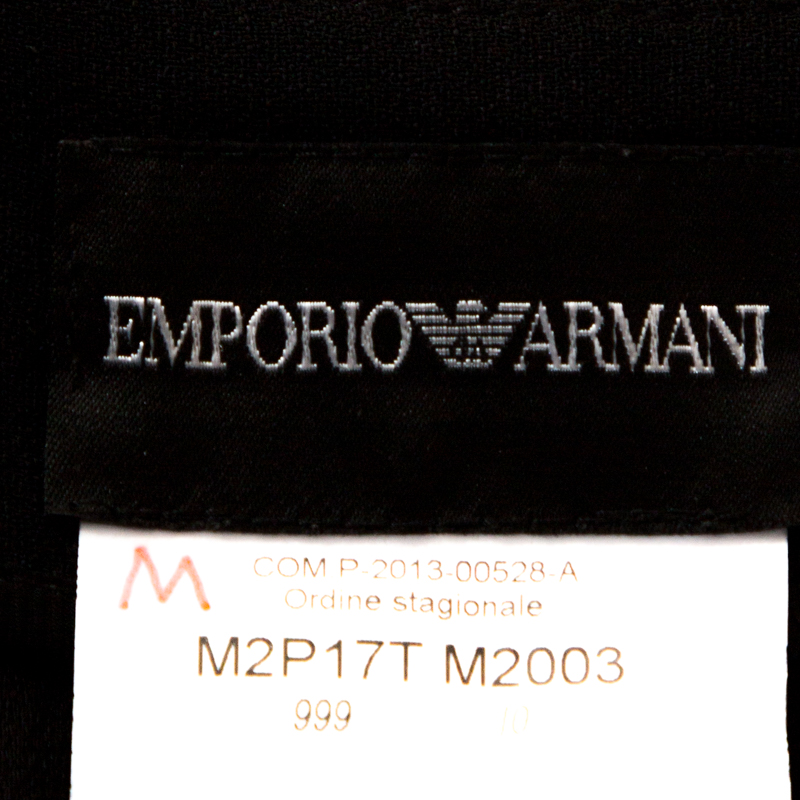 EMPORIO ARMANI
M COM P-2013-00528-A
Ordine stagionale
M2P17T M2003
999 10